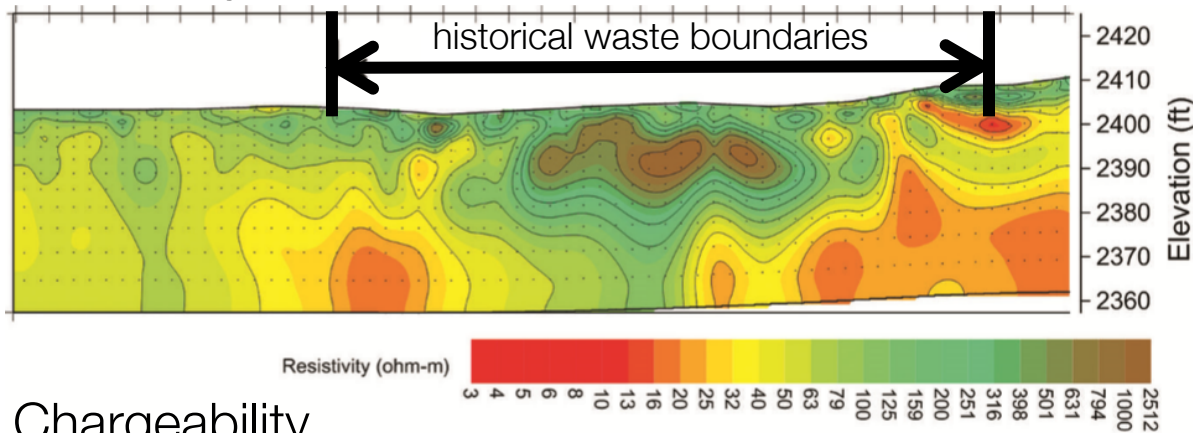 historical waste boundaries
2420
2410
2400
2390
2380
2370
2360
Elevation (ft)
Resistivity (ohm-m)
3 4 5 6 8 10 13 16 20 25 32 40 50 63 79 100 125 159 200 251 316 398 501 631 794 1000 2512
Chargeability